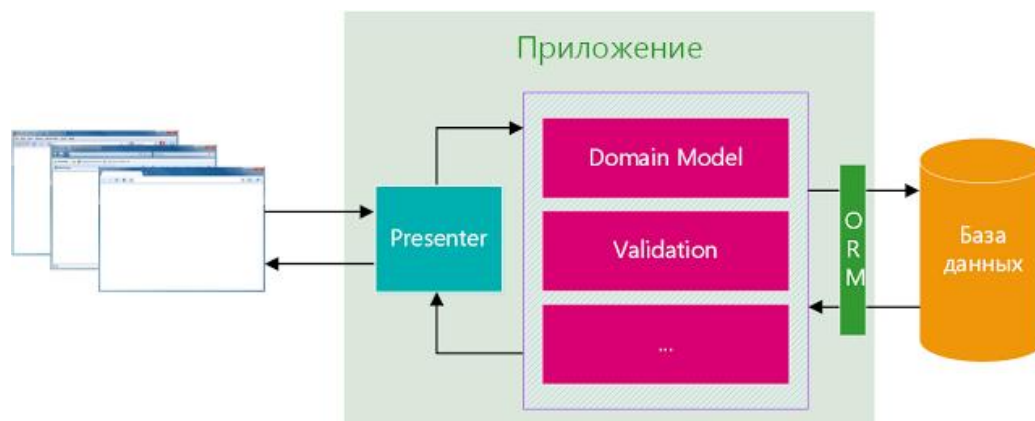 Приложение
Presenter
Domain Model
Validation
...
O
R
M
База
данных